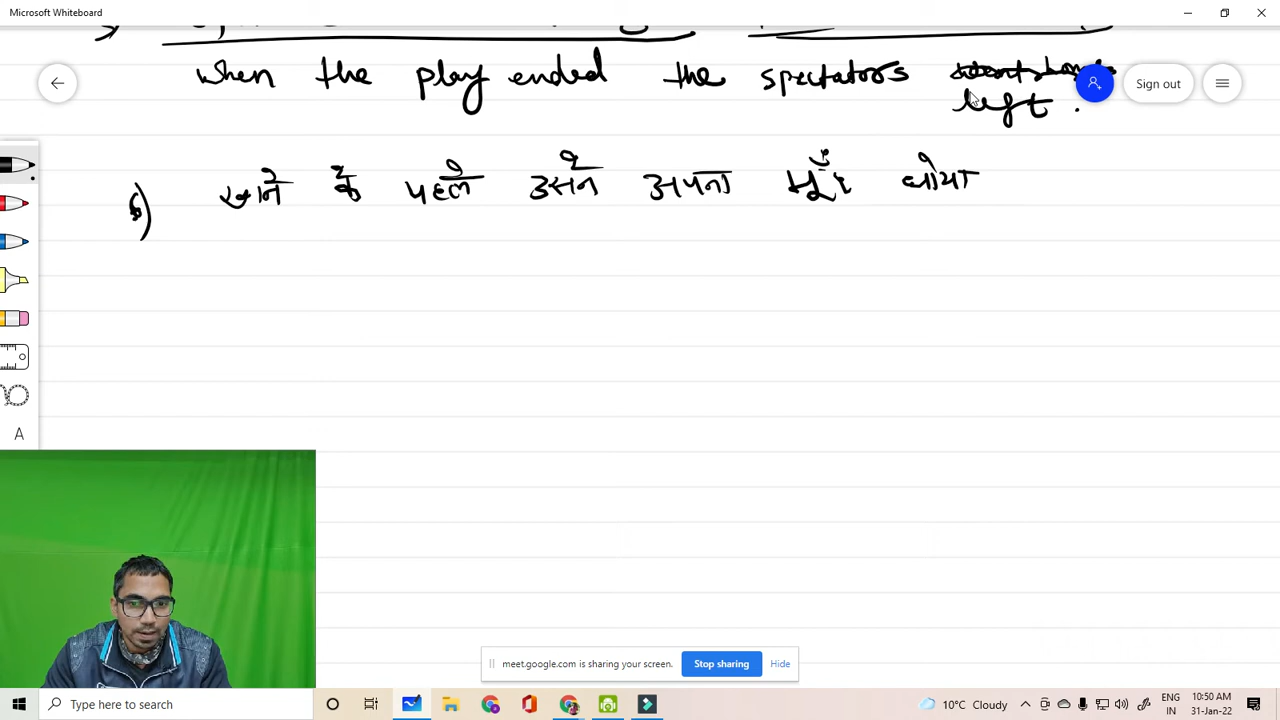 Microsoft Whiteboard
when the play ended the spectators
left.
Sign out
6) खाने के पहले उसने अपना मुँह धोया
A
meet.google.com is sharing your screen.
Stop sharing
Hide
Type here to search
10°C Cloudy
ENG
IN
10:50 AM
31-Jan-22